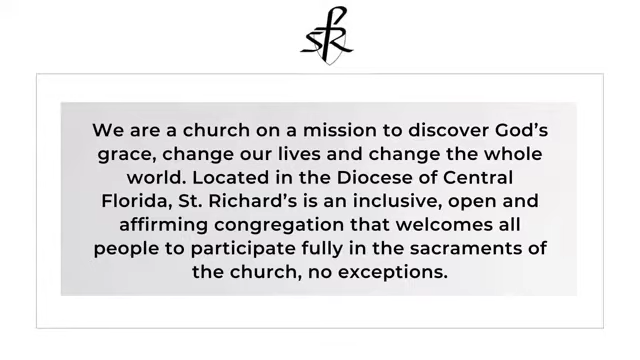 SR
We are a church on a mission to discover God's
grace, change our lives and change the whole
world. Located in the Diocese of Central
Florida, St. Richard's is an inclusive, open and
affirming congregation that welcomes all
people to participate fully in the sacraments of
the church, no exceptions.